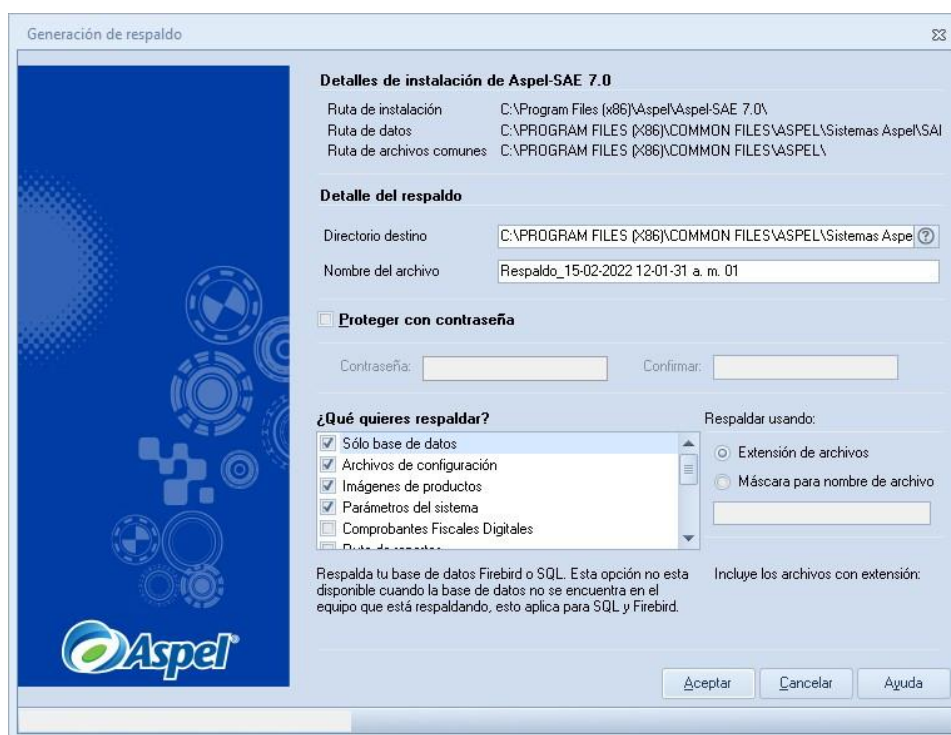 Generación de respaldo
Detalles de instalación de Aspel-SAE 7.0
Ruta de instalación C:\Program Files (x86)\Aspel\Aspel-SAE 7.0\
Ruta de datos C:\PROGRAM FILES (X86)\COMMON FILES\ASPEL\Sistemas Aspel\SAI
Ruta de archivos comunes C:\PROGRAM FILES (X86)\COMMON FILES\ASPEL\
Detalle del respaldo
Directorio destino C:\PROGRAM FILES (X86)\COMMON FILES\ASPEL\Sistemas Aspe
Nombre del archivo Respaldo_15-02-2022 12-01-31 a. m. 01
Proteger con contraseña
Contraseña: Confirmar:
¿Qué quieres respaldar? Respaldar usando:
Sólo base de datos
Archivos de configuración
Imágenes de productos
Parámetros del sistema
Comprobantes Fiscales Digitales
Ruta de reportes
Extensión de archivos
Máscara para nombre de archivo
Respalda tu base de datos Firebird o SQL. Esta opción no esta
disponible cuando la base de datos no se encuentra en el
equipo que está respaldando, esto aplica para SQL y Firebird.
Incluye los archivos con extensión:
Aspel®
Aceptar Cancelar Ayuda